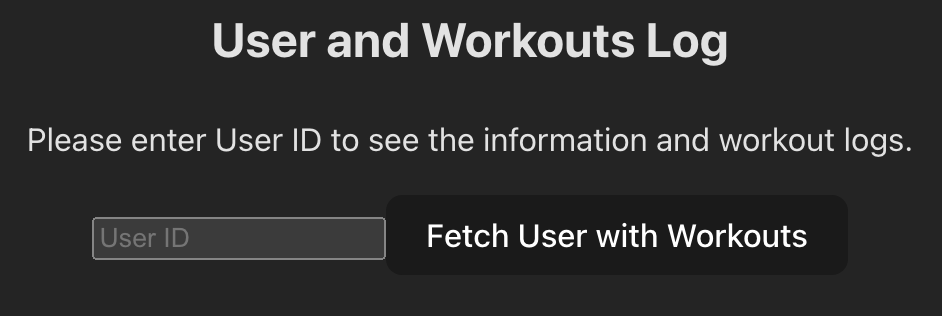 User and Workouts Log
Please enter User ID to see the information and workout logs.
User ID
Fetch User with Workouts